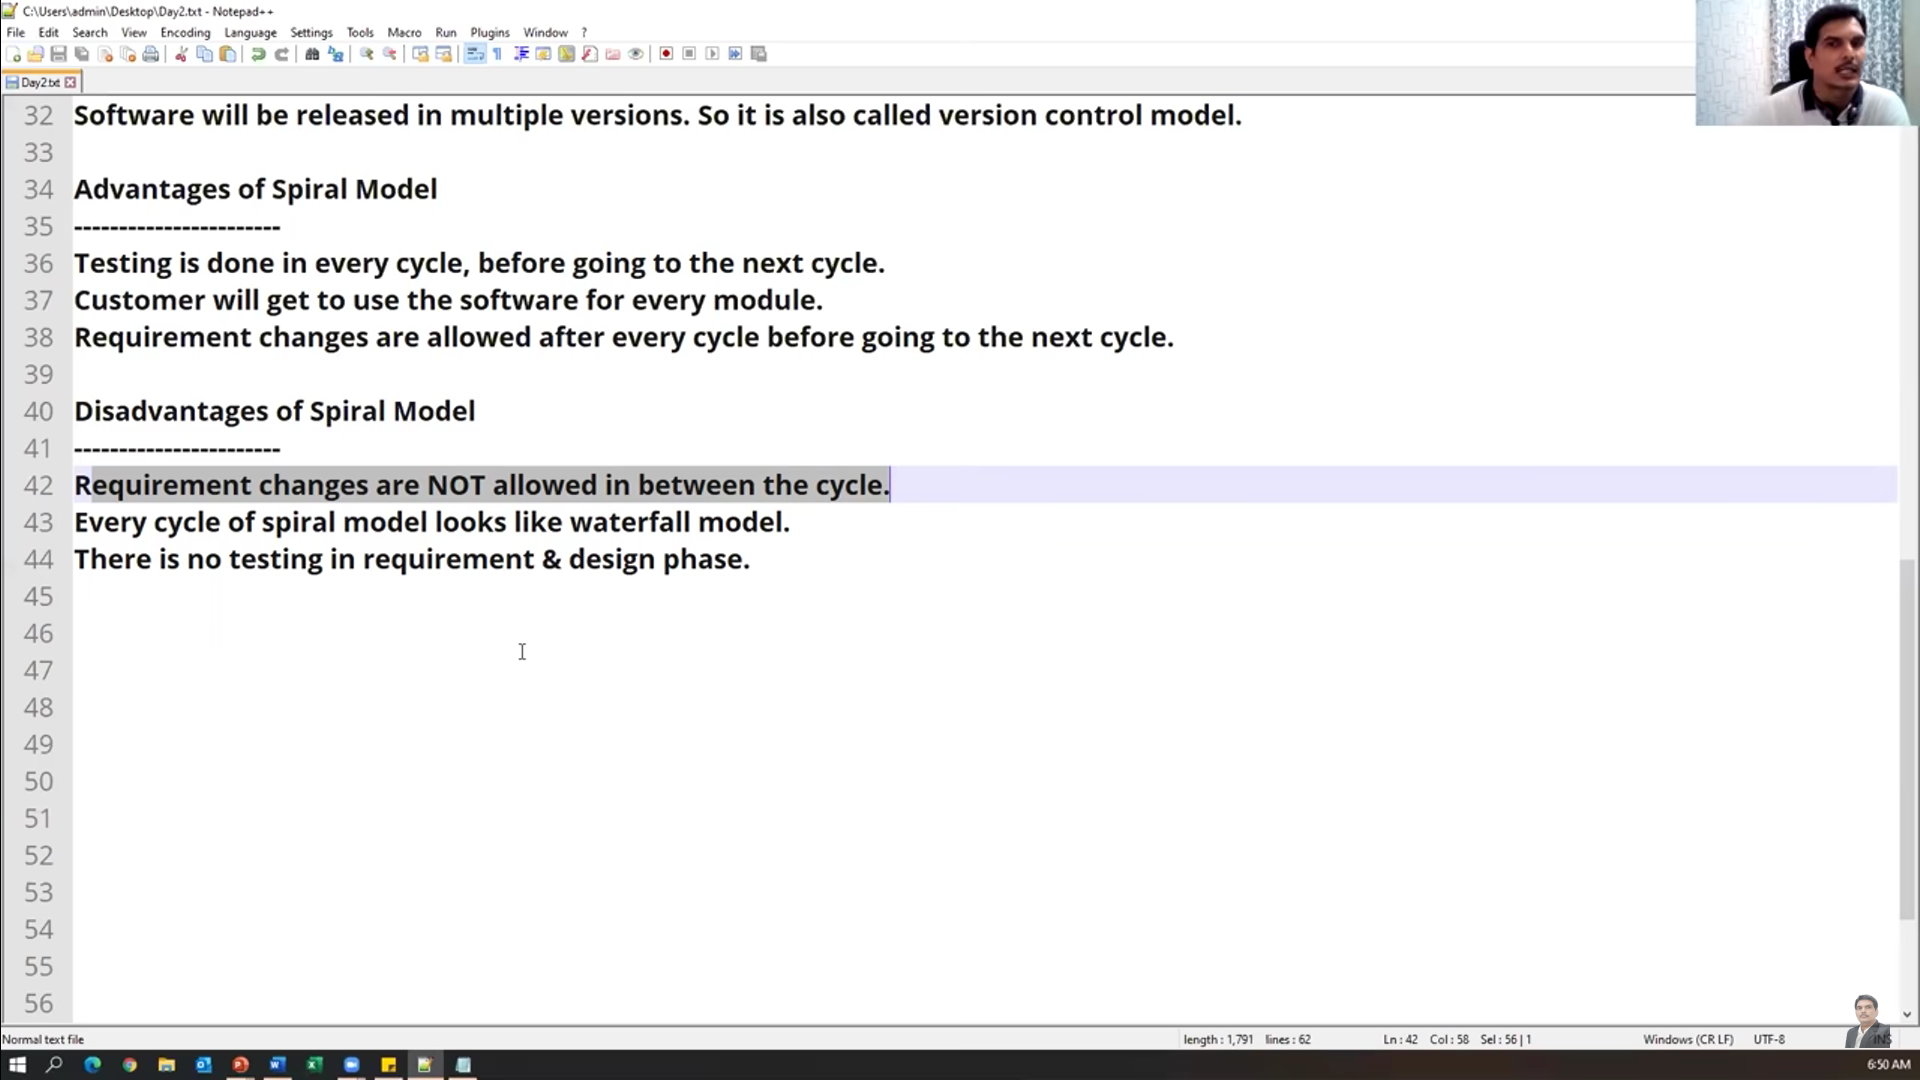 C:\Users\admin\Desktop\Day2.txt - Notepad++
File Edit Search View Encoding Language Settings Tools Macro Run Plugins Window ?
Day2.txt
32 Software will be released in multiple versions. So it is also called version control model.
33
34 Advantages of Spiral Model
35 -----------------------
36 Testing is done in every cycle, before going to the next cycle.
37 Customer will get to use the software for every module.
38 Requirement changes are allowed after every cycle before going to the next cycle.
39
40 Disadvantages of Spiral Model
41 -----------------------
42 Requirement changes are NOT allowed in between the cycle.
43 Every cycle of spiral model looks like waterfall model.
44 There is no testing in requirement & design phase.
45
46
47
48
49
50
51
52
53
54
55
56
Normal text file length : 1,791 lines : 62 Ln : 42 Col : 58 Sel : 56 | 1 Windows (CR LF) UTF-8 INS
6:50 AM